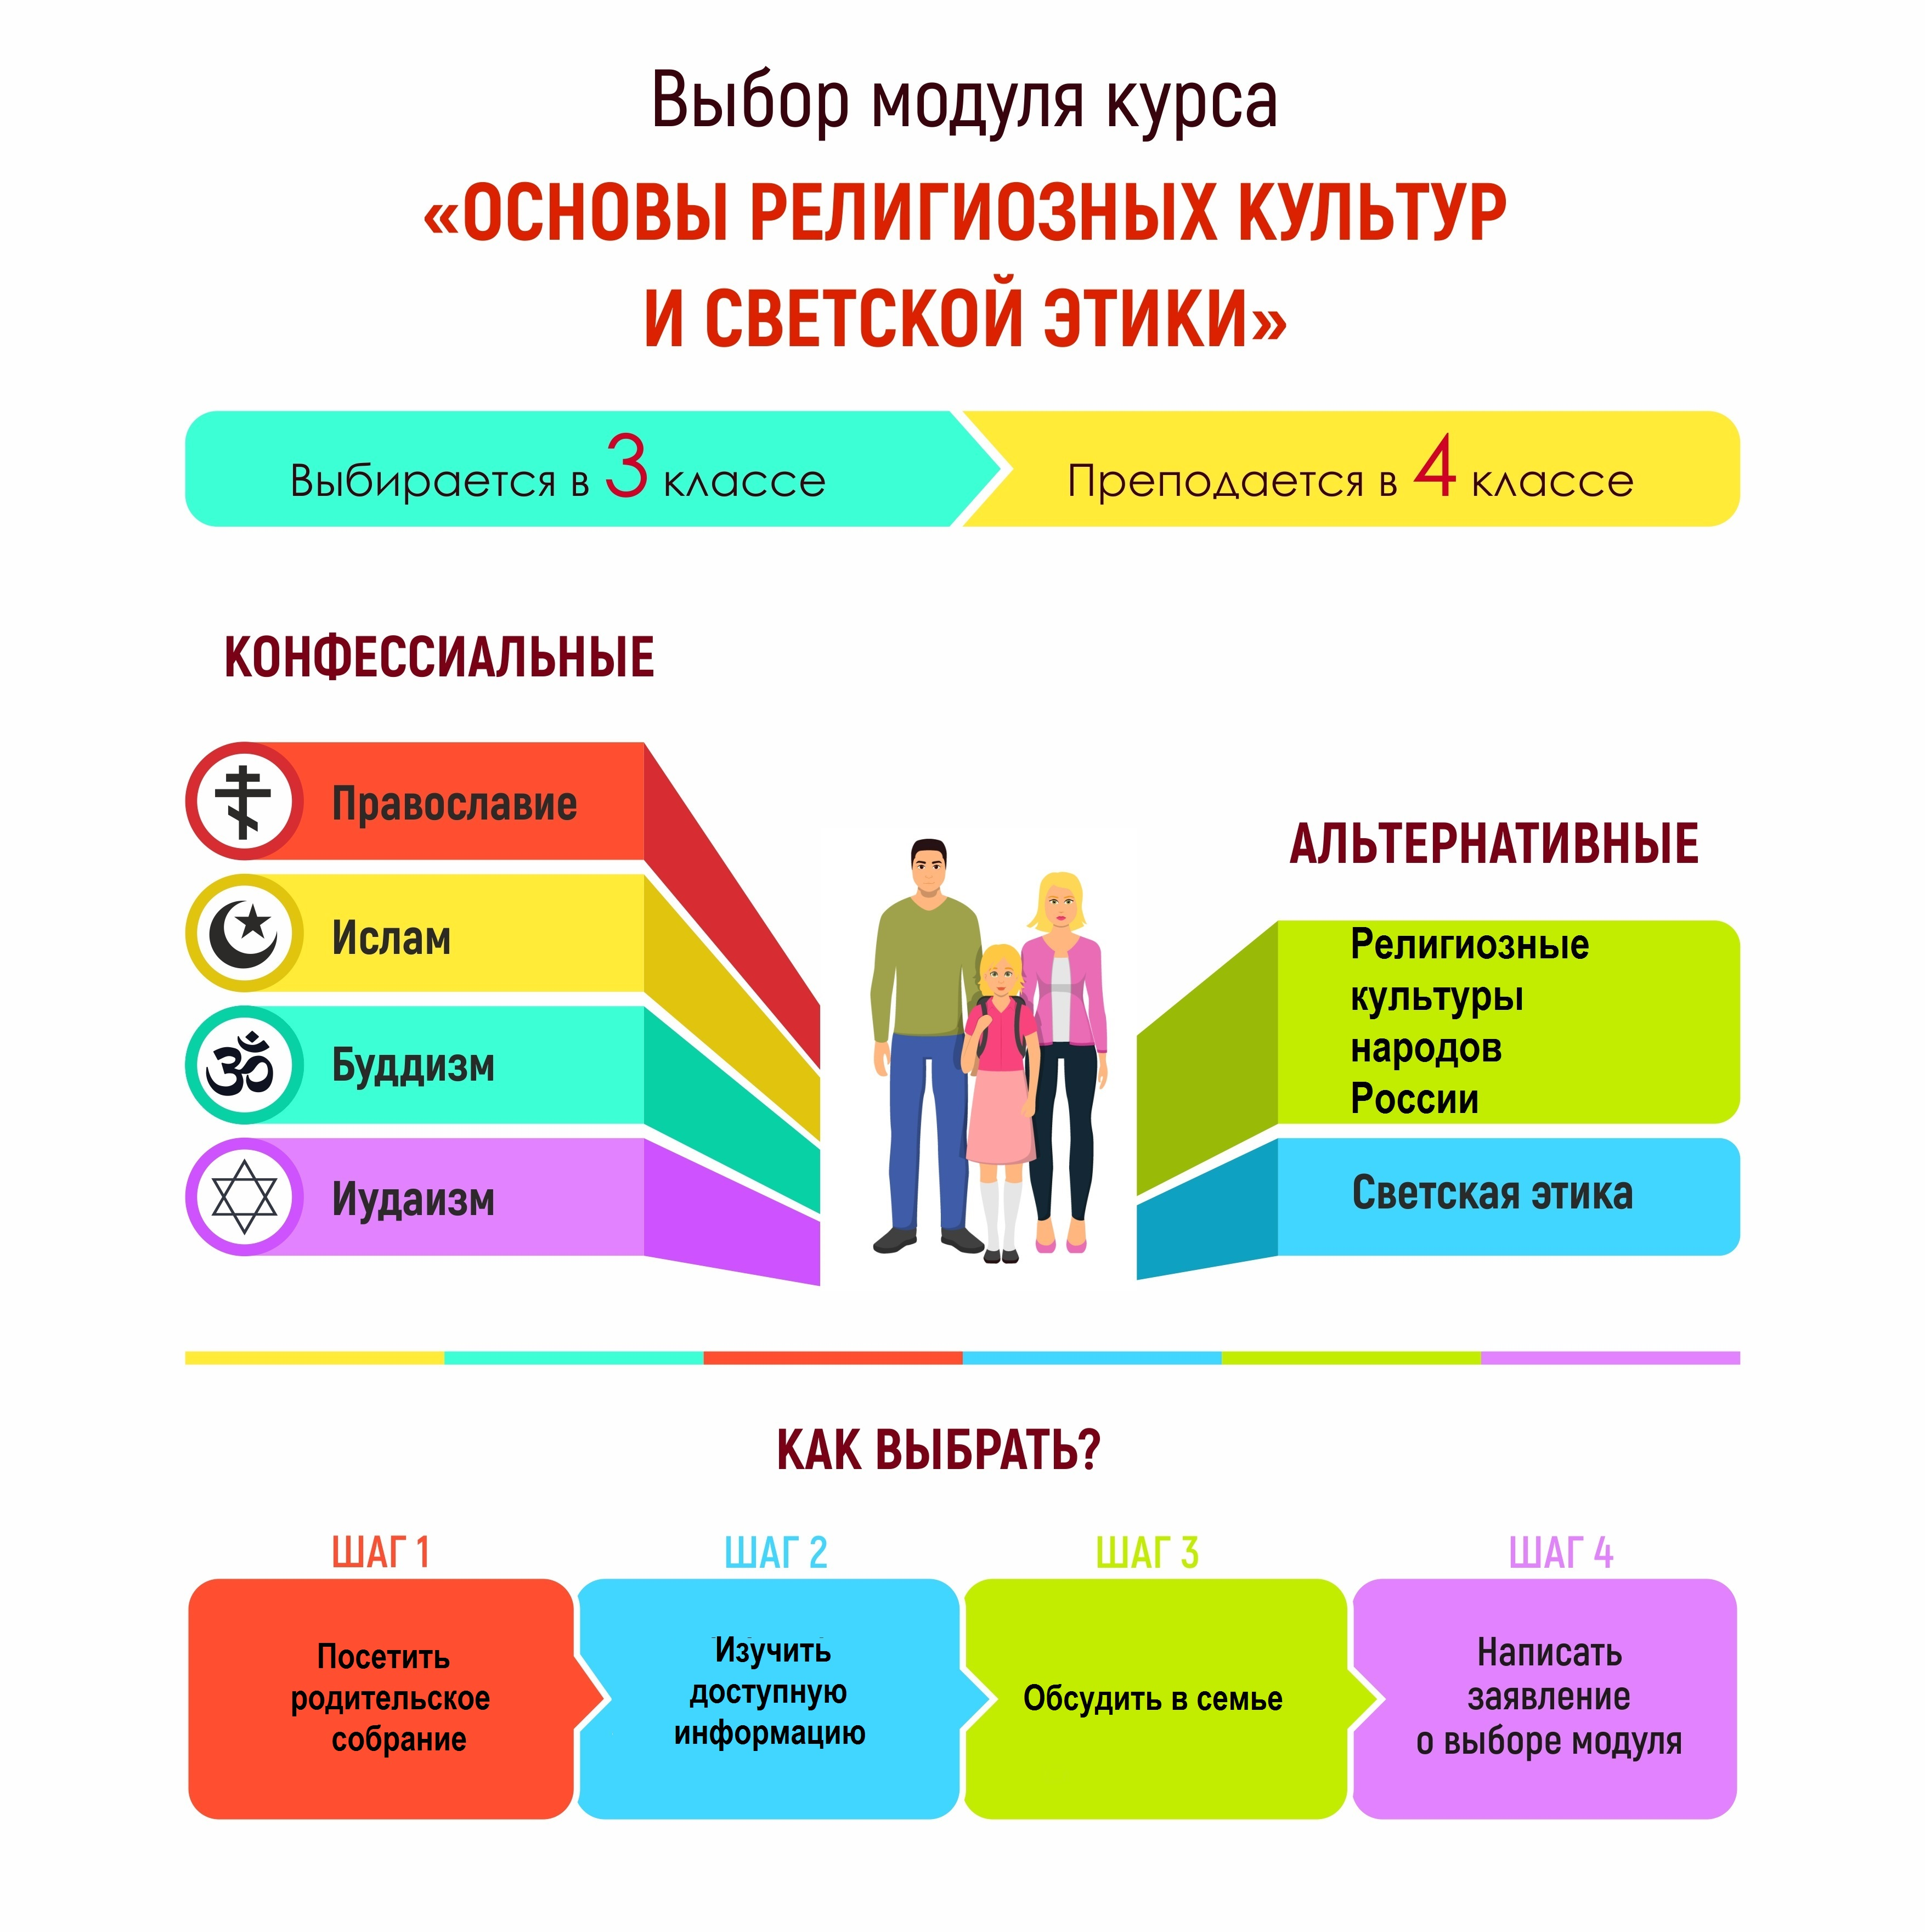 Выбор модуля курса
«ОСНОВЫ РЕЛИГИОЗНЫХ КУЛЬТУР
И СВЕТСКОЙ ЭТИКИ»
Выбирается в 3 классе
Преподается в 4 классе
КОНФЕССИАЛЬНЫЕ
Православие
Ислам
Буддизм
Иудаизм
АЛЬТЕРНАТИВНЫЕ
Религиозные
культуры
народов
России
Светская этика
КАК ВЫБРАТЬ?
ШАГ 1
Посетить
родительское
собрание
ШАГ 2
Изучить
доступную
информацию
ШАГ 3
Обсудить в семье
ШАГ 4
Написать
заявление
о выборе модуля